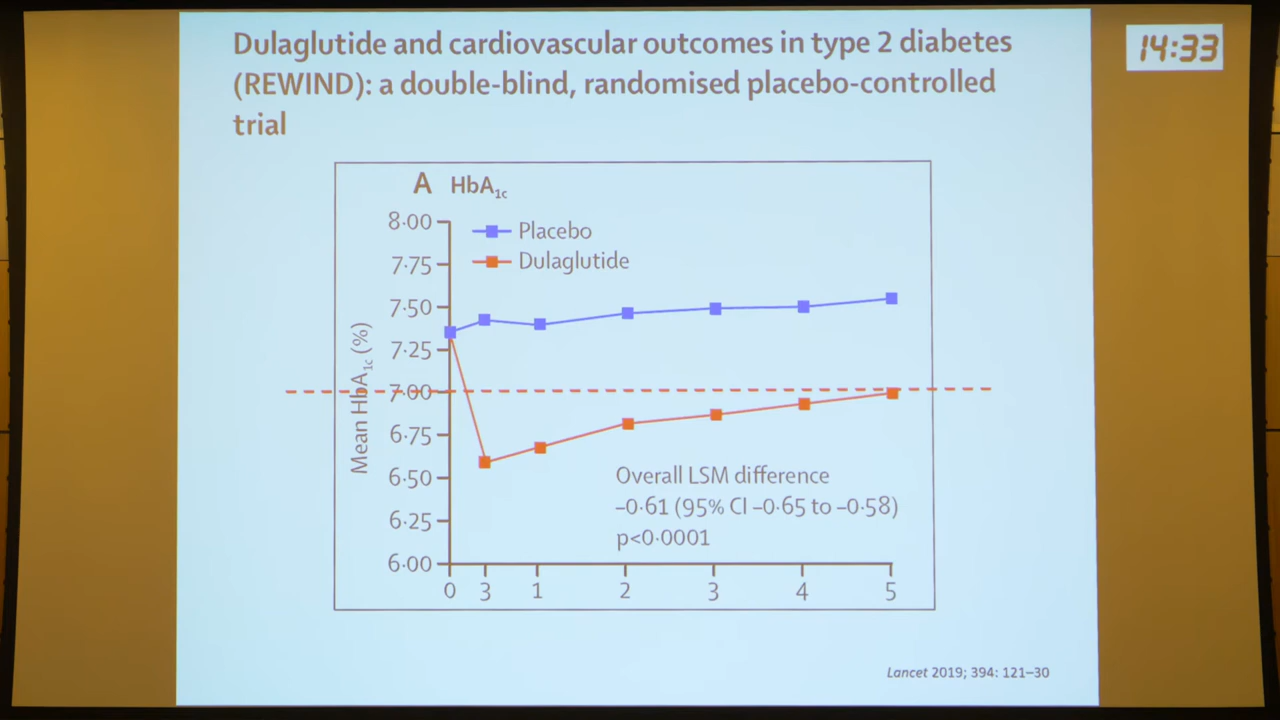 Dulaglutide and cardiovascular outcomes in type 2 diabetes
(REWIND): a double-blind, randomised placebo-controlled
trial
14:33
A HbA1c
Placebo
Dulaglutide
Mean HbA1c (%)
8·00
7·75
7·50
7·25
7·00
6·75
6·50
6·25
6·00
Overall LSM difference
–0·61 (95% CI –0·65 to –0·58)
p<0·0001
0 3 1 2 3 4 5
Lancet 2019; 394: 121–30